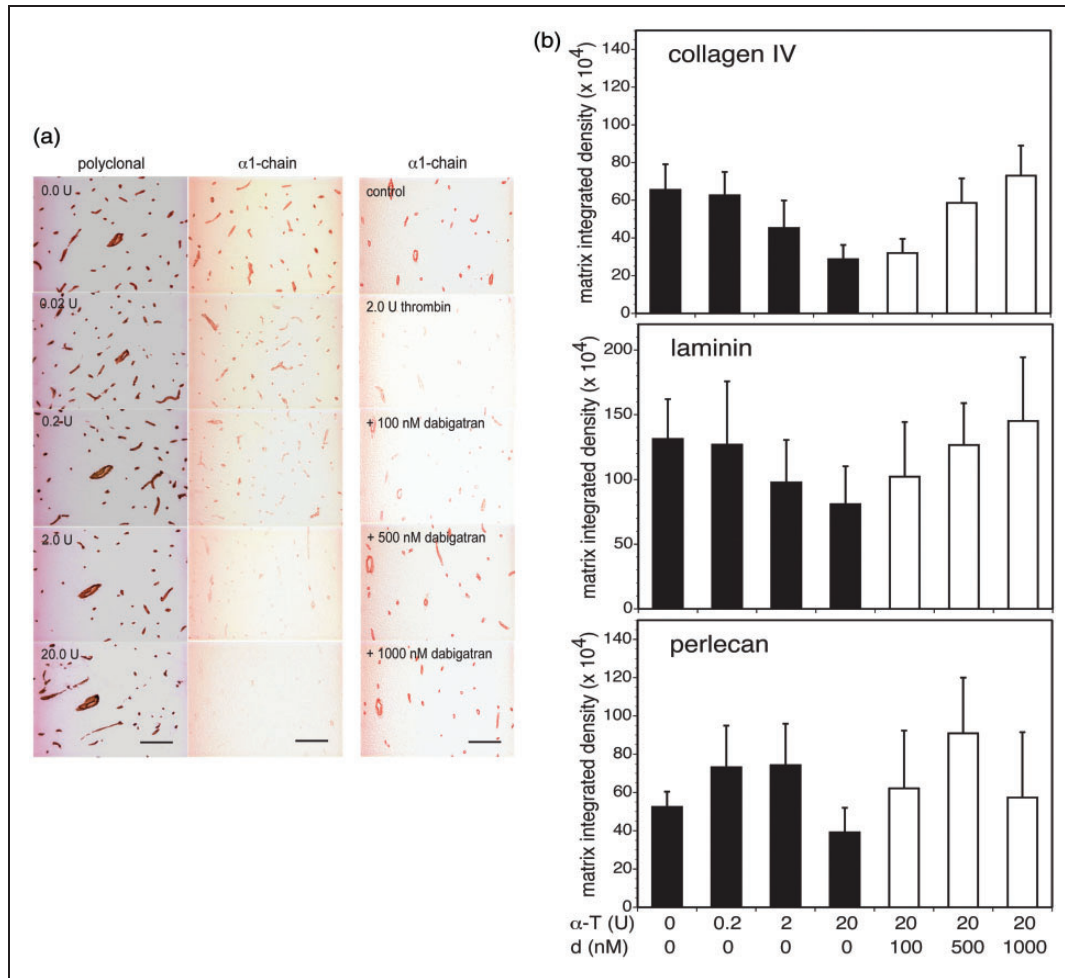 (a)
polyclonal
α1-chain
α1-chain
0.0 U
control
0.02 U
2.0 U thrombin
0.2 U
+ 100 nM dabigatran
2.0 U
+ 500 nM dabigatran
20.0 U
+ 1000 nM dabigatran
(b)
collagen IV
matrix integrated density (x 10⁴)
140
120
100
80
60
40
20
0
laminin
matrix integrated density (x 10⁴)
200
150
100
50
0
perlecan
matrix integrated density (x 10⁴)
140
120
100
80
60
40
20
0
α-T (U) 0 0.2 2 20 20 20 20
d (nM) 0 0 0 0 100 500 1000